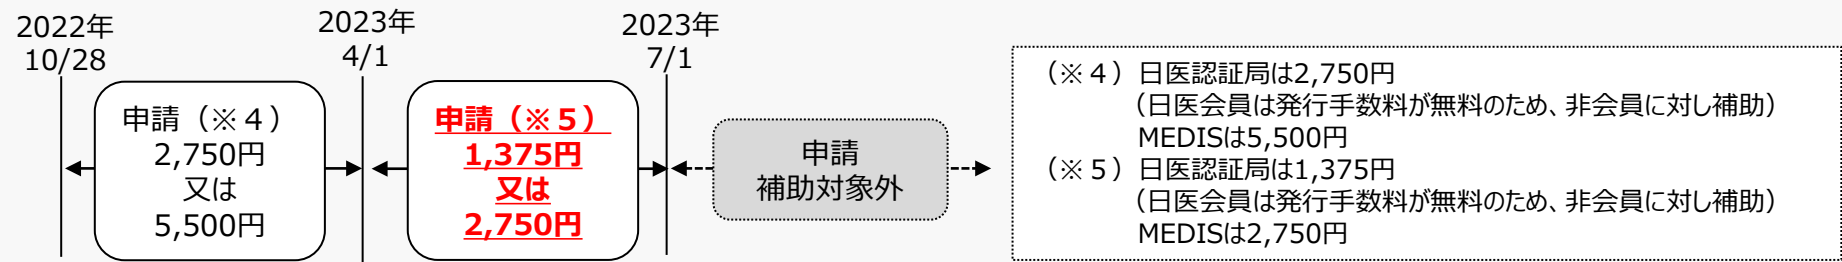 2022年
10/28
2023年
4/1
2023年
7/1
申請（※４）
2,750円
又は
5,500円
申請（※５）
1,375円
又は
2,750円
申請
補助対象外
（※４）日医認証局は2,750円
（日医会員は発行手数料が無料のため、非会員に対し補助）
MEDISは5,500円
（※５）日医認証局は1,375円
（日医会員は発行手数料が無料のため、非会員に対し補助）
MEDISは2,750円